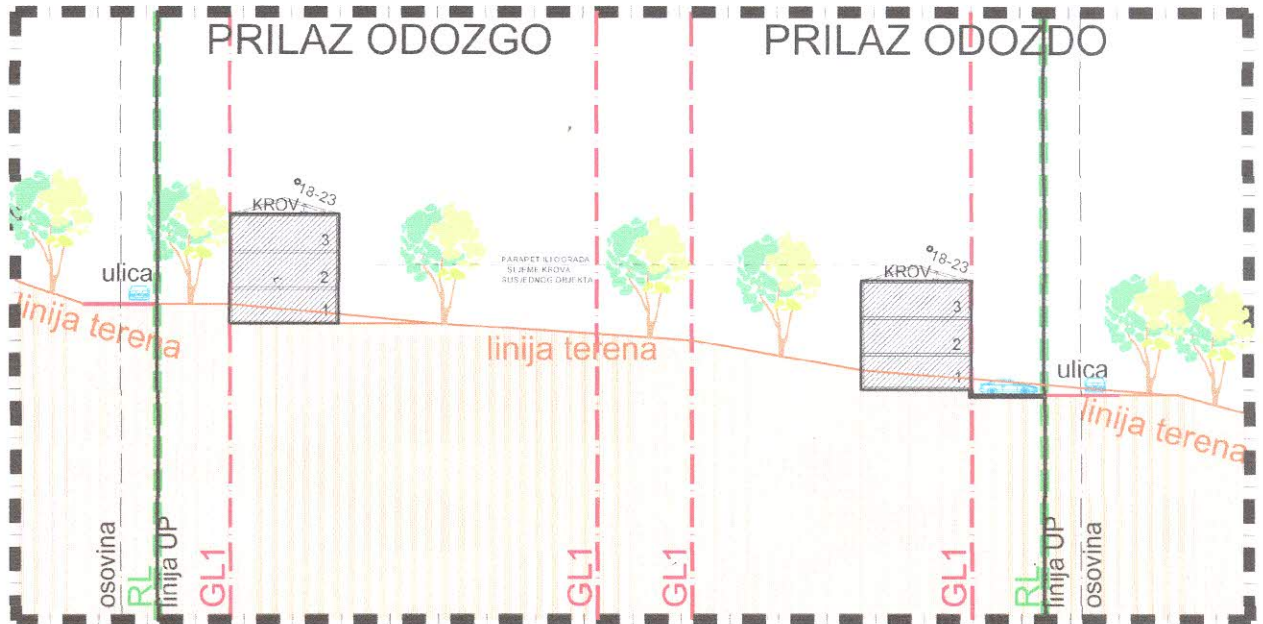 PRILAZ ODOZGO
PRILAZ ODOZDO
°18-23
KROV
3
2
1
ulica
linija terena
PARAPET ILI OGRADA
SLJEME KROVA
SUSJEDNOG OBJEKTA
linija terena
°18-23
KROV
3
2
1
ulica
linija terena
osovina
RL
linija UP
GL1
GL1
GL1
GL1
RL
linija UP
osovina